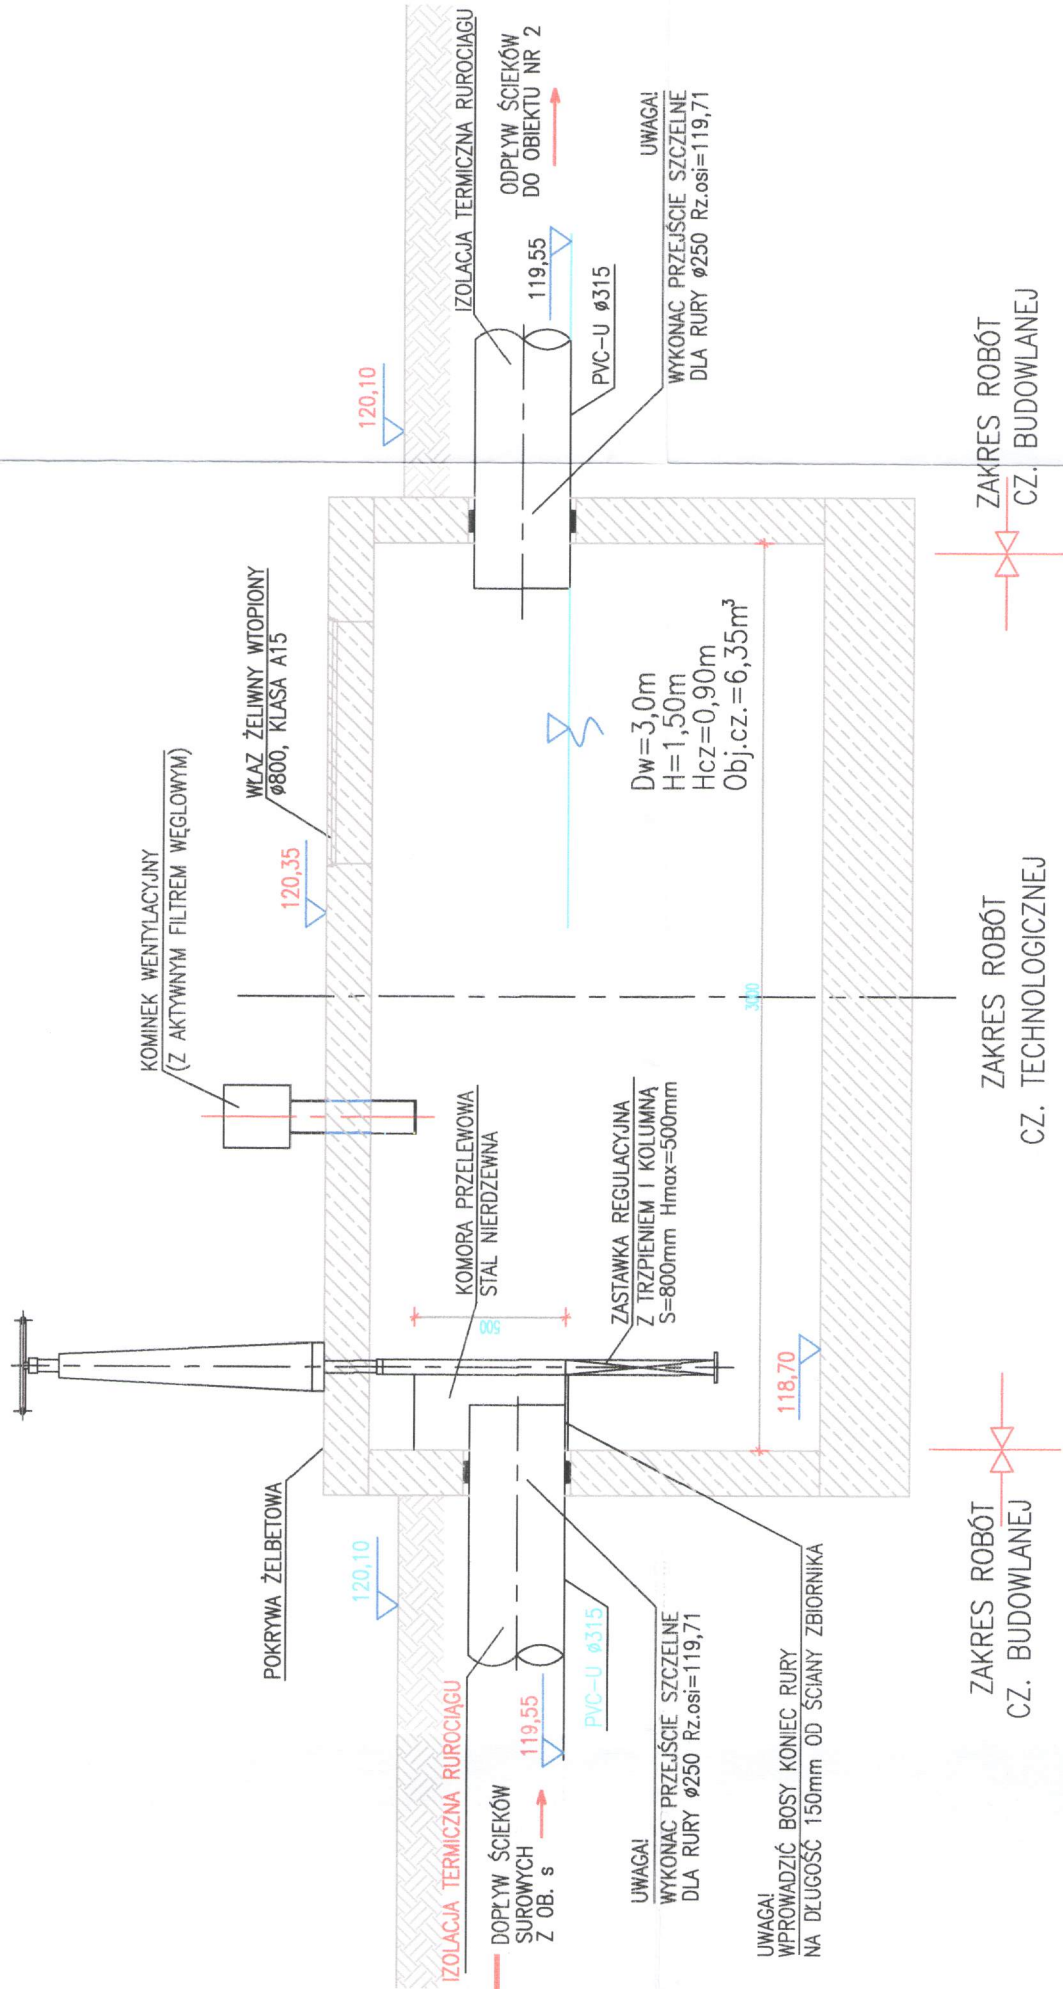 KOMINEK WENTYLACYJNY
(Z AKTYWNYM FILTREM WĘGLOWYM)
WŁAZ ŻELIWNY WTOPIONY
ø800, KLASA A15
POKRYWA ŻELBETOWA
120,35
120,10
120,10
IZOLACJA TERMICZNA RUROCIĄGU
DOPŁYW ŚCIEKÓW
SUROWYCH
Z OB. s
119,55
PVC-U ø315
UWAGA!
WYKONAC PRZEJŚCIE SZCZELNE
DLA RURY ø250 Rz.osi=119,71
UWAGA!
WPROWADZIĆ BOSY KONIEC RURY
NA DŁUGOŚĆ 150mm OD ŚCIANY ZBIORNIKA
KOMORA PRZELEWOWA
STAL NIERDZEWNA
500
ZASTAWKA REGULACYJNA
Z TRZPIENIEM I KOLUMNĄ
S=800mm Hmax=500mm
118,70
3000
Dw=3,0m
H=1,50m
Hcz=0,90m
Obj.cz.=6,35m³
IZOLACJA TERMICZNA RUROCIĄGU
ODPŁYW ŚCIEKÓW
DO OBIEKTU NR 2
119,55
PVC-U ø315
UWAGA!
WYKONAC PRZEJŚCIE SZCZELNE
DLA RURY ø250 Rz.osi=119,71
ZAKRES ROBÓT
CZ. BUDOWLANEJ
ZAKRES ROBÓT
CZ. TECHNOLOGICZNEJ
ZAKRES ROBÓT
CZ. BUDOWLANEJ